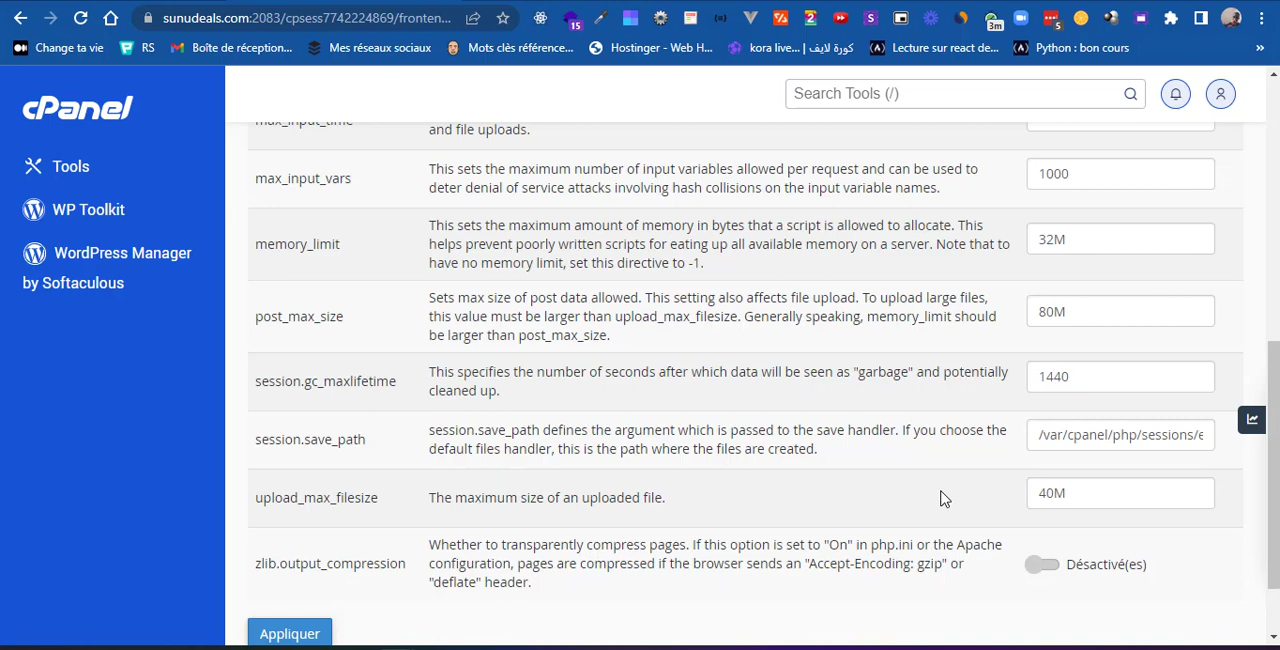 sunudeals.com:2083/cpsess7742224869/fronten...
15
2
3m
5
Change ta vie
RS
Boîte de réception...
Mes réseaux sociaux
Mots clés référence...
Hostinger - Web H...
kora live... | كورة لايف
Lecture sur react de...
Python : bon cours
»
cPanel
Search Tools (/)
Tools
WP Toolkit
WordPress Manager
by Softaculous
max_input_time
and file uploads.
max_input_vars
This sets the maximum number of input variables allowed per request and can be used to
deter denial of service attacks involving hash collisions on the input variable names.
1000
memory_limit
This sets the maximum amount of memory in bytes that a script is allowed to allocate. This
helps prevent poorly written scripts for eating up all available memory on a server. Note that to
have no memory limit, set this directive to -1.
32M
post_max_size
Sets max size of post data allowed. This setting also affects file upload. To upload large files,
this value must be larger than upload_max_filesize. Generally speaking, memory_limit should
be larger than post_max_size.
80M
session.gc_maxlifetime
This specifies the number of seconds after which data will be seen as "garbage" and potentially
cleaned up.
1440
session.save_path
session.save_path defines the argument which is passed to the save handler. If you choose the
default files handler, this is the path where the files are created.
/var/cpanel/php/sessions/e
upload_max_filesize
The maximum size of an uploaded file.
40M
zlib.output_compression
Whether to transparently compress pages. If this option is set to "On" in php.ini or the Apache
configuration, pages are compressed if the browser sends an "Accept-Encoding: gzip" or
"deflate" header.
Désactivé(es)
Appliquer